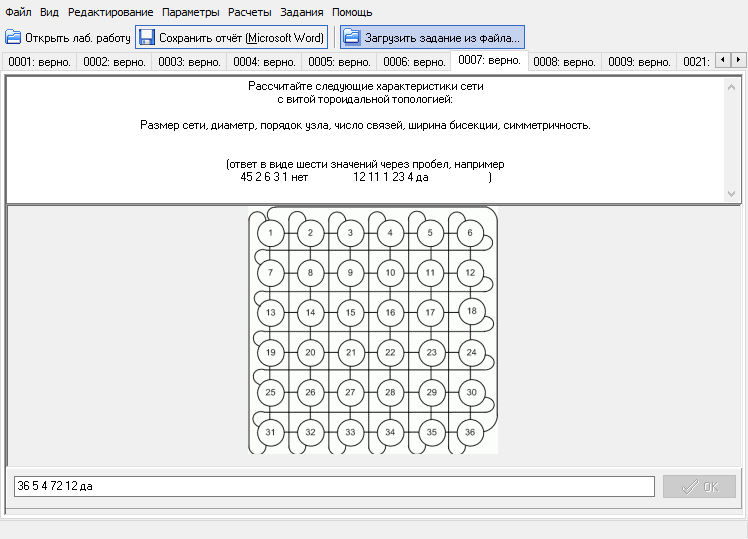 Файл Вид Редактирование Параметры Расчеты Задания Помощь
Открыть лаб. работу Сохранить отчёт (Microsoft Word) Загрузить задание из файла...
0001: верно. 0002: верно. 0003: верно. 0004: верно. 0005: верно. 0006: верно. 0007: верно. 0008: верно. 0009: верно. 0021:
Рассчитайте следующие характеристики сети
с витой тороидальной топологией:
Размер сети, диаметр, порядок узла, число связей, ширина бисекции, симметричность.
(ответ в виде шести значений через пробел, например
45 2 6 3 1 нет 12 11 1 23 4 да )
1 2 3 4 5 6
7 8 9 10 11 12
13 14 15 16 17 18
19 20 21 22 23 24
25 26 27 28 29 30
31 32 33 34 35 36
36 5 4 72 12 да
OK